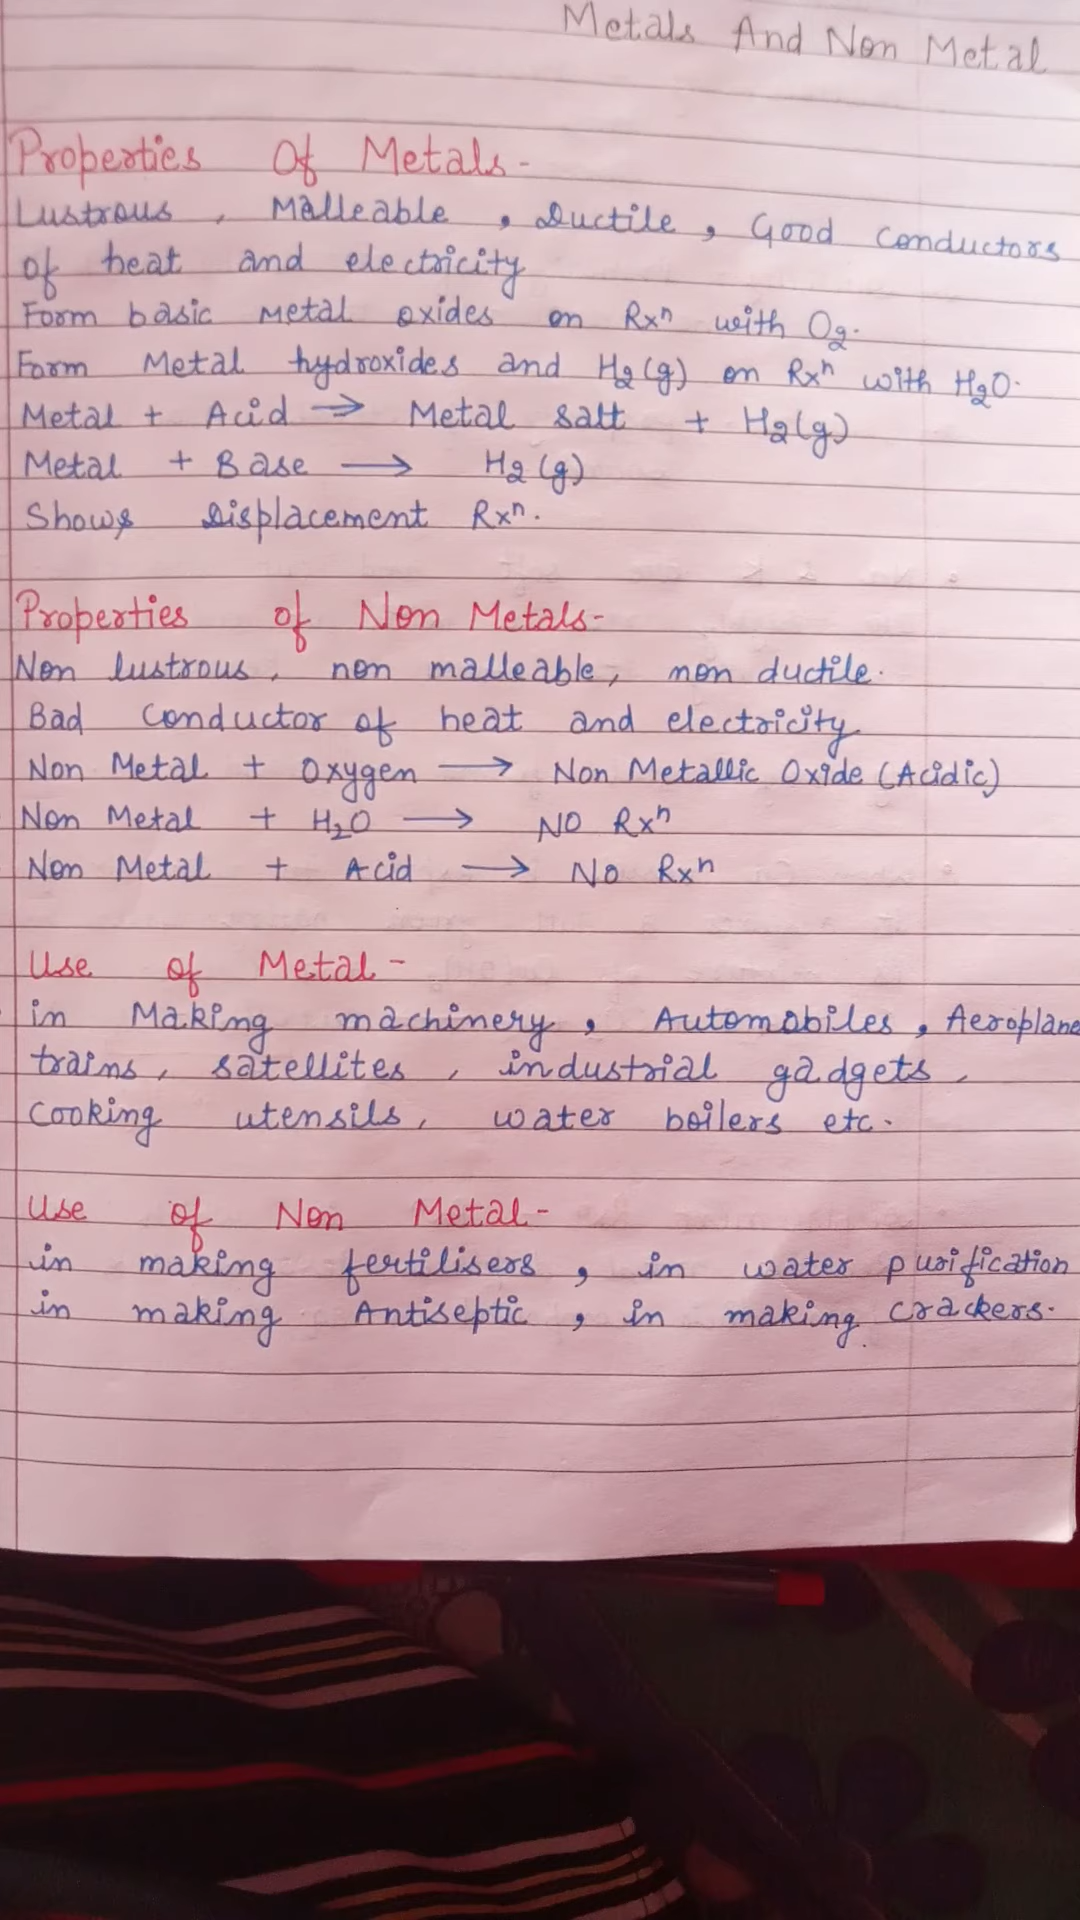 Metals And Non Metal
Properties Of Metals-
Lustrous, Malleable, Ductile, Good conductors
of heat and electricity
Form basic metal oxides on Rxⁿ with O₂.
Form Metal hydroxides and H₂(g) on Rxⁿ with H₂O.
Metal + Acid → Metal salt + H₂(g)
Metal + Base → H₂(g)
Shows Displacement Rxⁿ.
Properties of Non Metals-
Non lustrous, non malleable, non ductile.
Bad conductor of heat and electricity
Non Metal + Oxygen → Non Metallic Oxide (Acidic)
Non Metal + H₂O → NO Rxⁿ
Non Metal + Acid → No Rxⁿ
Use of Metal-
in Making machinery, Automobiles, Aeroplane
trains, satellites, industrial gadgets,
cooking utensils, water boilers etc.
Use of Non Metal-
in making fertilisers, in water purification
in making Antiseptic, in making crackers.